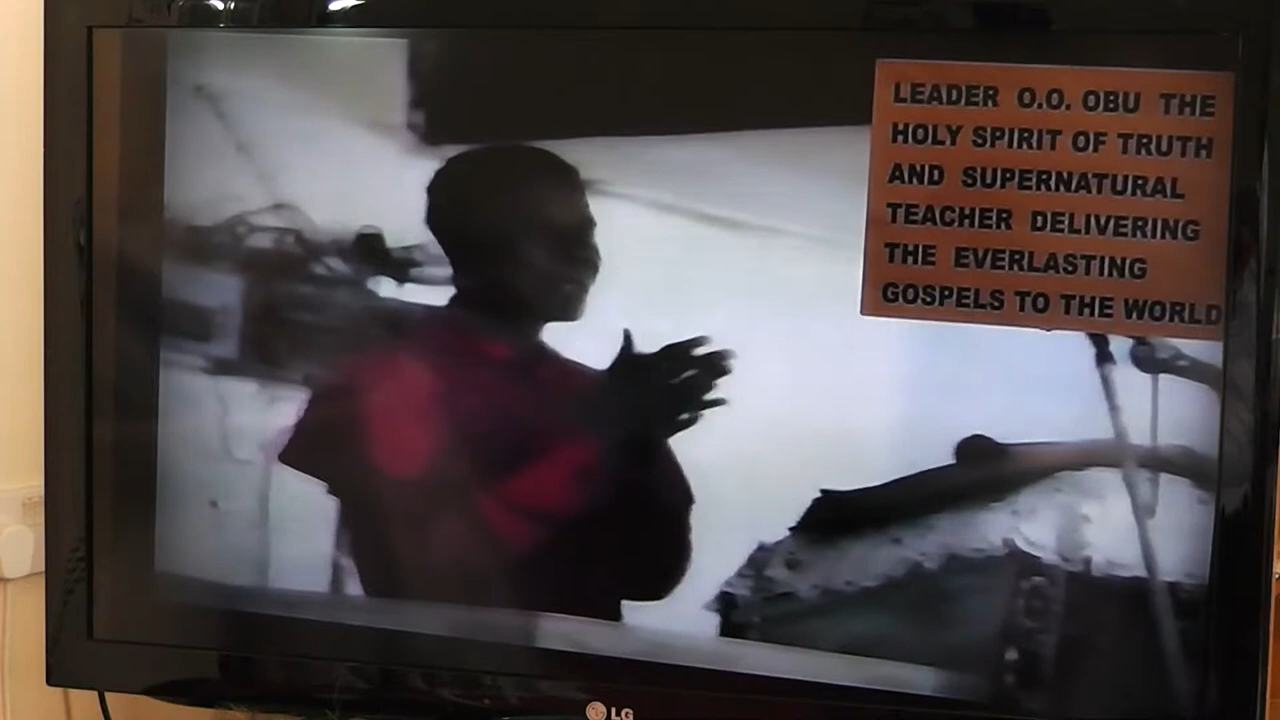 LEADER O.O. OBU THE
HOLY SPIRIT OF TRUTH
AND SUPERNATURAL
TEACHER DELIVERING
THE EVERLASTING
GOSPELS TO THE WORLD
LG